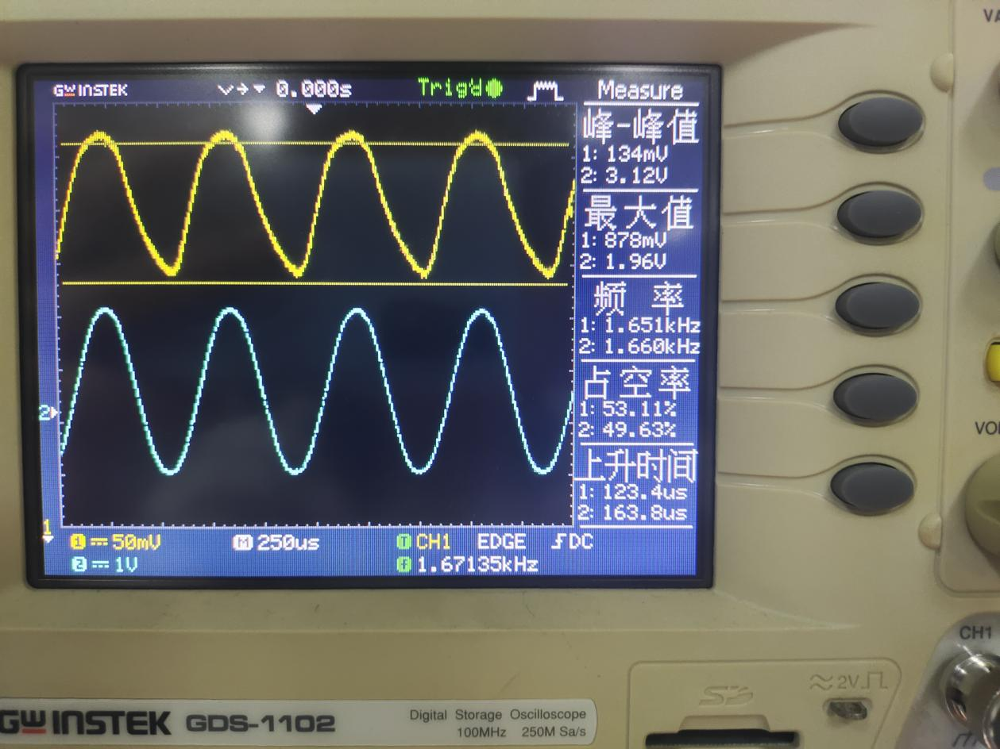 GW INSTEK 0.000s Trig'd
Measure
峰-峰值
1: 134mV
2: 3.12V
最大值
1: 878mV
2: 1.96V
频 率
1: 1.651kHz
2: 1.660kHz
占空率
1: 53.11%
2: 49.63%
上升时间
1: 123.4us
2: 163.8us
2
1
1 50mV M 250us T CH1 EDGE DC
2 1V f 1.67135kHz
VA
VO
CH1
2V
SD
GW INSTEK GDS-1102
Digital Storage Oscilloscope
100MHz 250M Sa/s